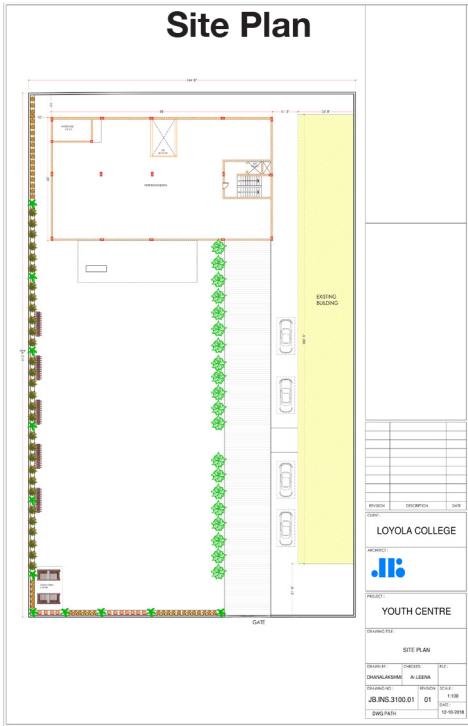 Site Plan
EXISTING
BUILDING
GATE
REVISION DESCRIPTION DATE
CLIENT :
LOYOLA COLLEGE
ARCHITECT :
PROJECT :
YOUTH CENTRE
DRAWING TITLE :
SITE PLAN
DRAWN BY : CHECKED : FILE :
DHANALAKSHMI Ar.LEENA
DRAWING NO : REVISION SCALE :
JB.INS.3100.01 01 1:100
DATE :
DWG PATH 12-10-2018